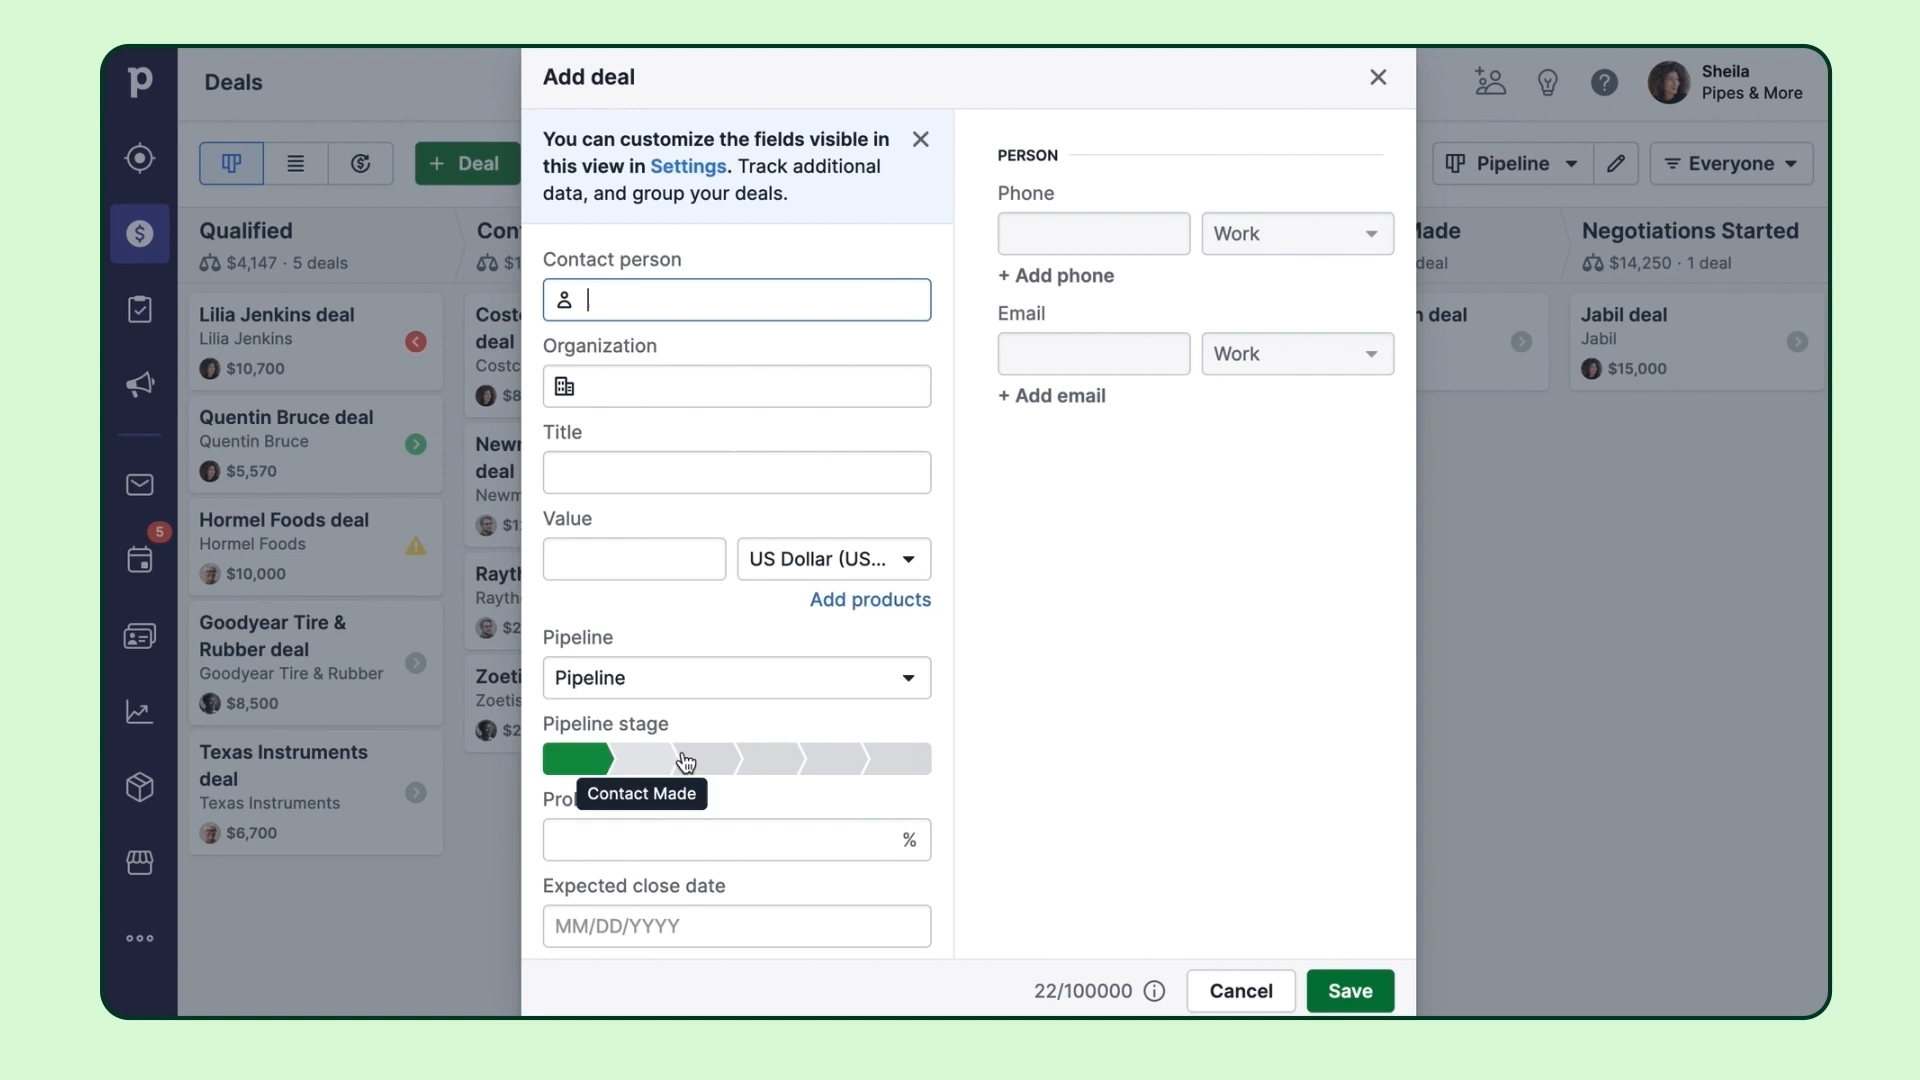 p
Deals
+ Deal
Add deal
Sheila
Pipes & More
Pipeline
Everyone
Qualified
$4,147 · 5 deals
Lilia Jenkins deal
Lilia Jenkins
$10,700
Quentin Bruce deal
Quentin Bruce
$5,570
Hormel Foods deal
Hormel Foods
$10,000
Goodyear Tire &
Rubber deal
Goodyear Tire & Rubber
$8,500
Texas Instruments
deal
Texas Instruments
$6,700
5
deal
deal
You can customize the fields visible in
this view in Settings. Track additional
data, and group your deals.
Contact person
Organization
Title
Value
US Dollar (US...
Add products
Pipeline
Pipeline
Pipeline stage
Contact Made
%
Expected close date
MM/DD/YYYY
PERSON
Phone
Work
+ Add phone
Email
Work
+ Add email
22/100000
Cancel
Save
deal
deal
Negotiations Started
$14,250 · 1 deal
Jabil deal
Jabil
$15,000